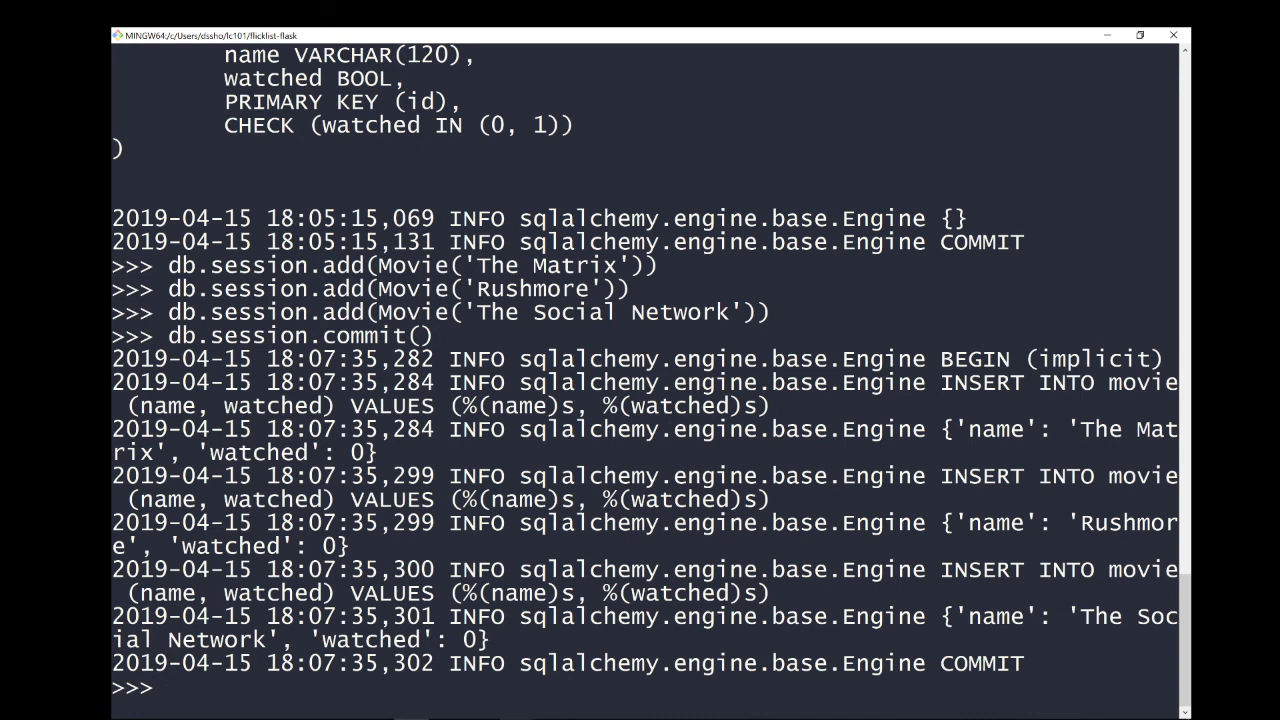 MINGW64:/c/Users/dssho/lc101/flicklist-flask
name VARCHAR(120),
watched BOOL,
PRIMARY KEY (id),
CHECK (watched IN (0, 1))
)
2019-04-15 18:05:15,069 INFO sqlalchemy.engine.base.Engine {}
2019-04-15 18:05:15,131 INFO sqlalchemy.engine.base.Engine COMMIT
>>> db.session.add(Movie('The Matrix'))
>>> db.session.add(Movie('Rushmore'))
>>> db.session.add(Movie('The Social Network'))
>>> db.session.commit()
2019-04-15 18:07:35,282 INFO sqlalchemy.engine.base.Engine BEGIN (implicit)
2019-04-15 18:07:35,284 INFO sqlalchemy.engine.base.Engine INSERT INTO movie
(name, watched) VALUES (%(name)s, %(watched)s)
2019-04-15 18:07:35,284 INFO sqlalchemy.engine.base.Engine {'name': 'The Mat
rix', 'watched': 0}
2019-04-15 18:07:35,299 INFO sqlalchemy.engine.base.Engine INSERT INTO movie
(name, watched) VALUES (%(name)s, %(watched)s)
2019-04-15 18:07:35,299 INFO sqlalchemy.engine.base.Engine {'name': 'Rushmor
e', 'watched': 0}
2019-04-15 18:07:35,300 INFO sqlalchemy.engine.base.Engine INSERT INTO movie
(name, watched) VALUES (%(name)s, %(watched)s)
2019-04-15 18:07:35,301 INFO sqlalchemy.engine.base.Engine {'name': 'The Soc
ial Network', 'watched': 0}
2019-04-15 18:07:35,302 INFO sqlalchemy.engine.base.Engine COMMIT
>>>